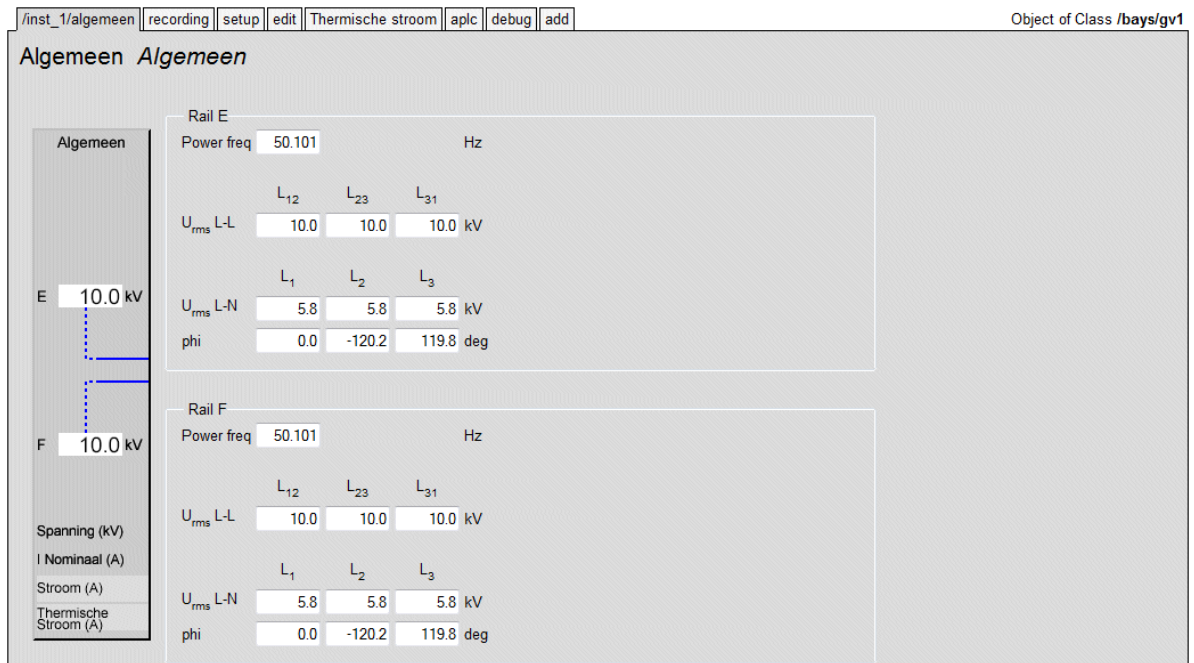 /inst_1/algemeen recording setup edit Thermische stroom aplc debug add Object of Class /bays/gv1
Algemeen Algemeen
Algemeen
E 10.0 kV
F 10.0 kV
Spanning (kV)
I Nominaal (A)
Stroom (A)
Thermische
Stroom (A)
Rail E
Power freq 50.101 Hz
L12 L23 L31
Urms L-L 10.0 10.0 10.0 kV
L1 L2 L3
Urms L-N 5.8 5.8 5.8 kV
phi 0.0 -120.2 119.8 deg
Rail F
Power freq 50.101 Hz
L12 L23 L31
Urms L-L 10.0 10.0 10.0 kV
L1 L2 L3
Urms L-N 5.8 5.8 5.8 kV
phi 0.0 -120.2 119.8 deg